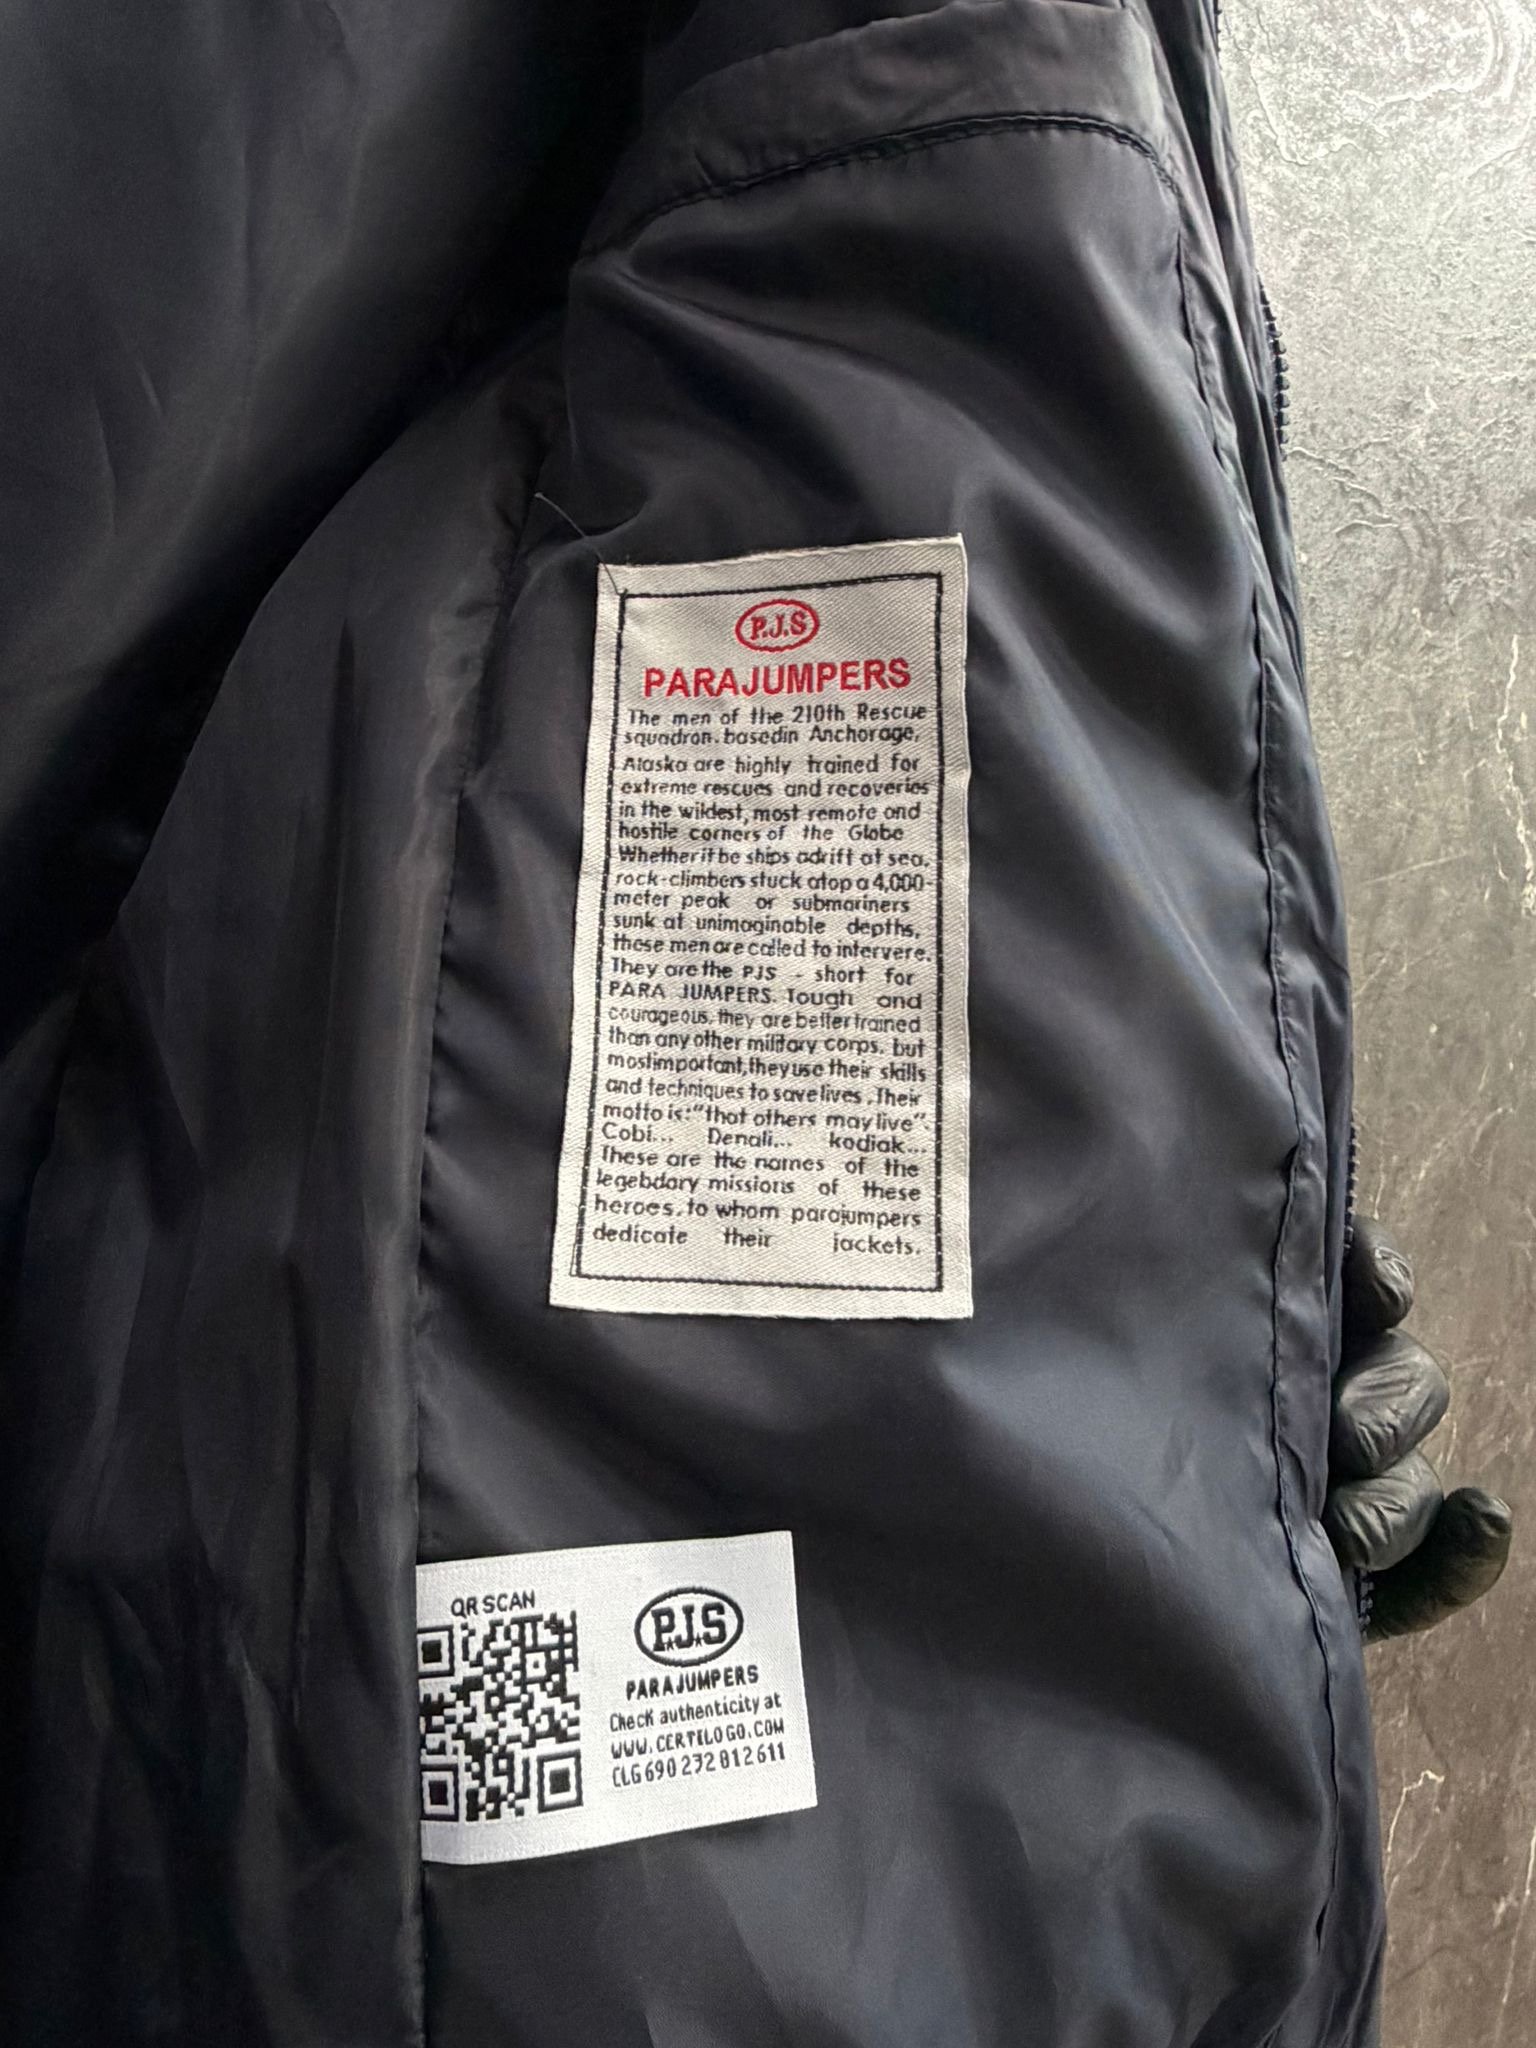 P.J.S
PARAJUMPERS
The men of the 210th Rescue
squadron. basedin Anchorage.
Alaska are highly trained for
extreme rescues and recoveries
in the wildest, most remote and
hostile corners of the Globe
Whether it be ships adrift at sea.
rock-climbers stuck atop a 4,000-
meter peak or submariners
sunk at unimaginable depths.
these men are called to intervere.
They are the PJS - short for
PARA JUMPERS. Tough and
courageous. they are better trained
than any other military corps. but
most important, they use their skills
and techniques to save lives .Their
motto is: "that others may live".
Cobi... Denali... kodiak...
These are the names of the
legebdary missions of these
heroes. to whom parajumpers
dedicate their jackets.
QR SCAN
P.J.S
PARAJUMPERS
Check authenticity at
WWW.CERTILOGO.COM
CLG 690 232 812 611